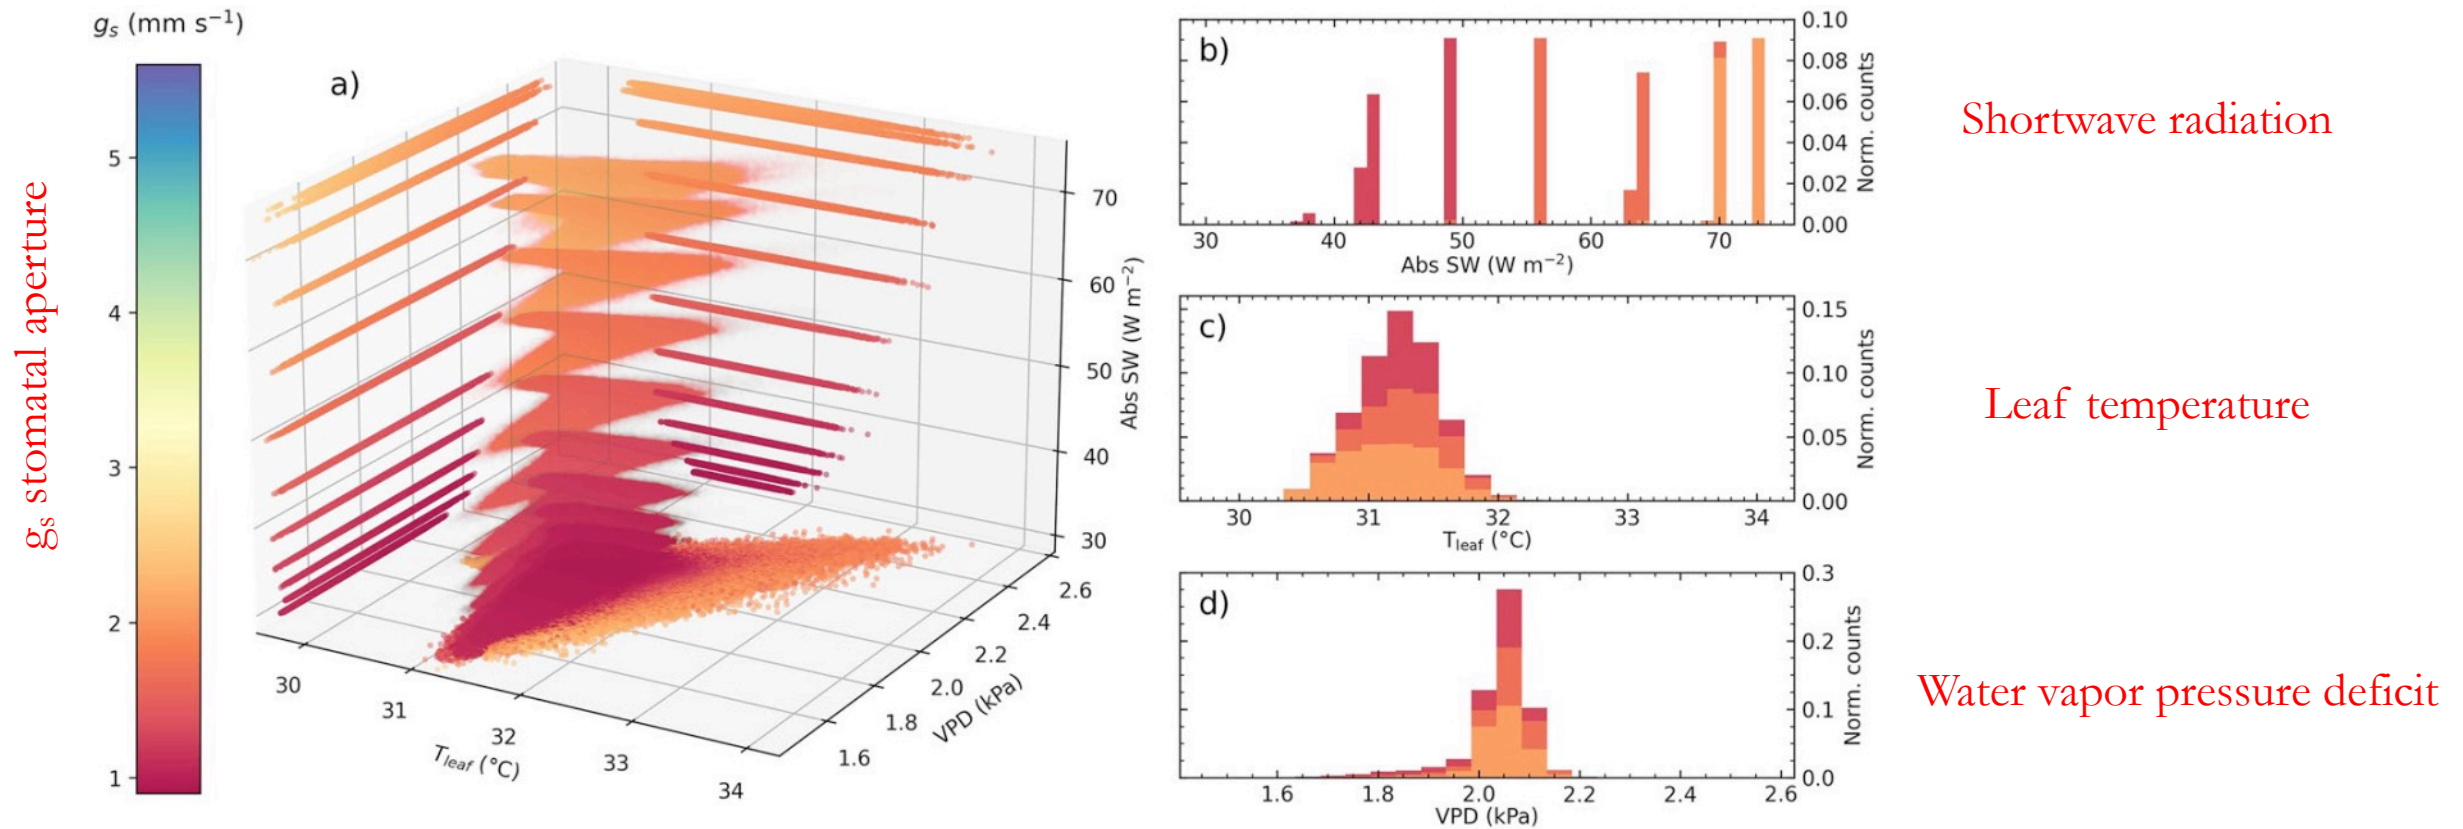 gₛ (mm s⁻¹)
5
4
3
2
1
gₛ stomatal aperture
a)
70
60
50
40
30
Abs SW (W m⁻²)
2.6
2.4
2.2
2.0
1.8
1.6
VPD (kPa)
30
31
32
33
34
T_leaf (°C)
b)
0.10
0.08
0.06
0.04
0.02
0.00
Norm. counts
30 40 50 60 70
Abs SW (W m⁻²)
Shortwave radiation
c)
0.15
0.10
0.05
0.00
Norm. counts
30 31 32 33 34
T_leaf (°C)
Leaf temperature
d)
0.3
0.2
0.1
0.0
Norm. counts
1.6 1.8 2.0 2.2 2.4 2.6
VPD (kPa)
Water vapor pressure deficit